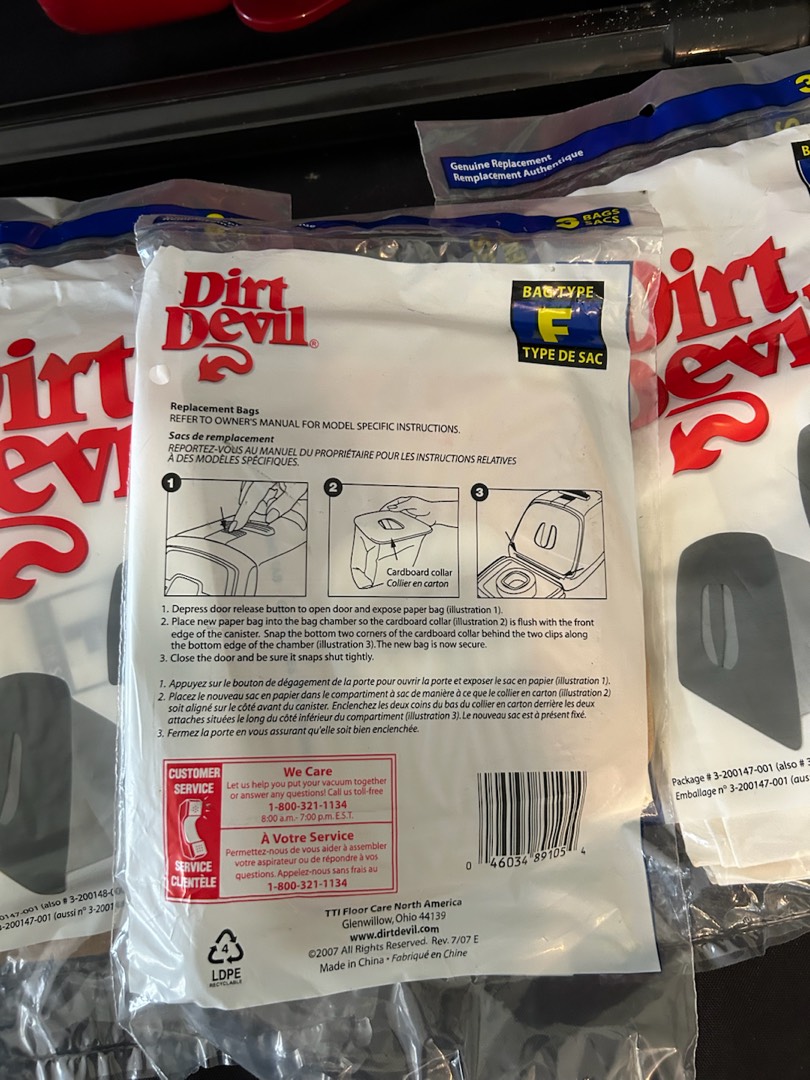 Genuine Replacement
Remplacement Authentique
3 BAGS
SACS
Dirt
Devil®
BAG TYPE
F
TYPE DE SAC
Replacement Bags
REFER TO OWNER'S MANUAL FOR MODEL SPECIFIC INSTRUCTIONS.
Sacs de remplacement
REPORTEZ-VOUS AU MANUEL DU PROPRIÉTAIRE POUR LES INSTRUCTIONS RELATIVES
À DES MODÈLES SPÉCIFIQUES.
1
2
3
Cardboard collar
Collier en carton
1. Depress door release button to open door and expose paper bag (illustration 1).
2. Place new paper bag into the bag chamber so the cardboard collar (illustration 2) is flush with the front
edge of the canister. Snap the bottom two corners of the cardboard collar behind the two clips along
the bottom edge of the chamber (illustration 3). The new bag is now secure.
3. Close the door and be sure it snaps shut tightly.
1. Appuyez sur le bouton de dégagement de la porte pour ouvrir la porte et exposer le sac en papier (illustration 1).
2. Placez le nouveau sac en papier dans le compartiment à sac de manière à ce que le collier en carton (illustration 2)
soit aligné sur le côté avant du canister. Enclenchez les deux coins du bas du collier en carton derrière les deux
attaches situées le long du côté inférieur du compartiment (illustration 3). Le nouveau sac est à présent fixé.
3. Fermez la porte en vous assurant qu'elle soit bien enclenchée.
CUSTOMER
SERVICE
SERVICE
CLIENTÈLE
We Care
Let us help you put your vacuum together
or answer any questions! Call us toll-free
1-800-321-1134
8:00 a.m.- 7:00 p.m. E.S.T.
À Votre Service
Permettez-nous de vous aider à assembler
votre aspirateur ou de répondre à vos
questions. Appelez-nous sans frais au
1-800-321-1134
0 46034 89105 4
TTI Floor Care North America
Glenwillow, Ohio 44139
www.dirtdevil.com
©2007 All Rights Reserved. Rev. 7/07 E
Made in China • Fabriqué en Chine
4
LDPE
RECYCLABLE
irt
evi
(also # 3-200148-
-200147-001 (aussi n° 3-2001
Dirt
Devi
Package # 3-200147-001 (also # 3
Emballage n° 3-200147-001 (aus